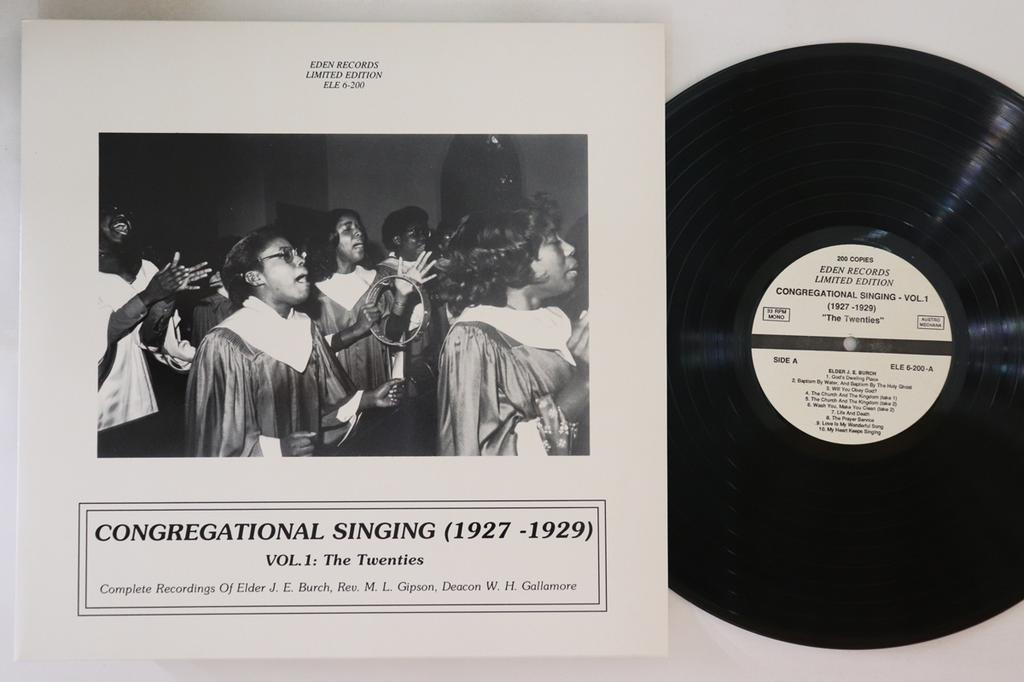 EDEN RECORDS
LIMITED EDITION
ELE 6-200
CONGREGATIONAL SINGING (1927 -1929)
VOL.1: The Twenties
Complete Recordings Of Elder J. E. Burch, Rev. M. L. Gipson, Deacon W. H. Gallamore
200 COPIES
EDEN RECORDS
LIMITED EDITION
CONGREGATIONAL SINGING - VOL.1
(1927 -1929)
"The Twenties"
33 RPM
MONO
AUSTRO
MECHANA
SIDE A
ELE 6-200-A
ELDER J. E. BURCH
1. God's Dwelling Place
2. Baptism By Water, And Baptism By The Holy Ghost
3. Will You Obey God?
4. The Church And The Kingdom (take 1)
5. The Church And The Kingdom (take 2)
6. Wash You, Make You Clean (take 2)
7. Life And Death
8. The Prayer Service
9. Love Is My Wonderful Song
10. My Heart Keeps Singing